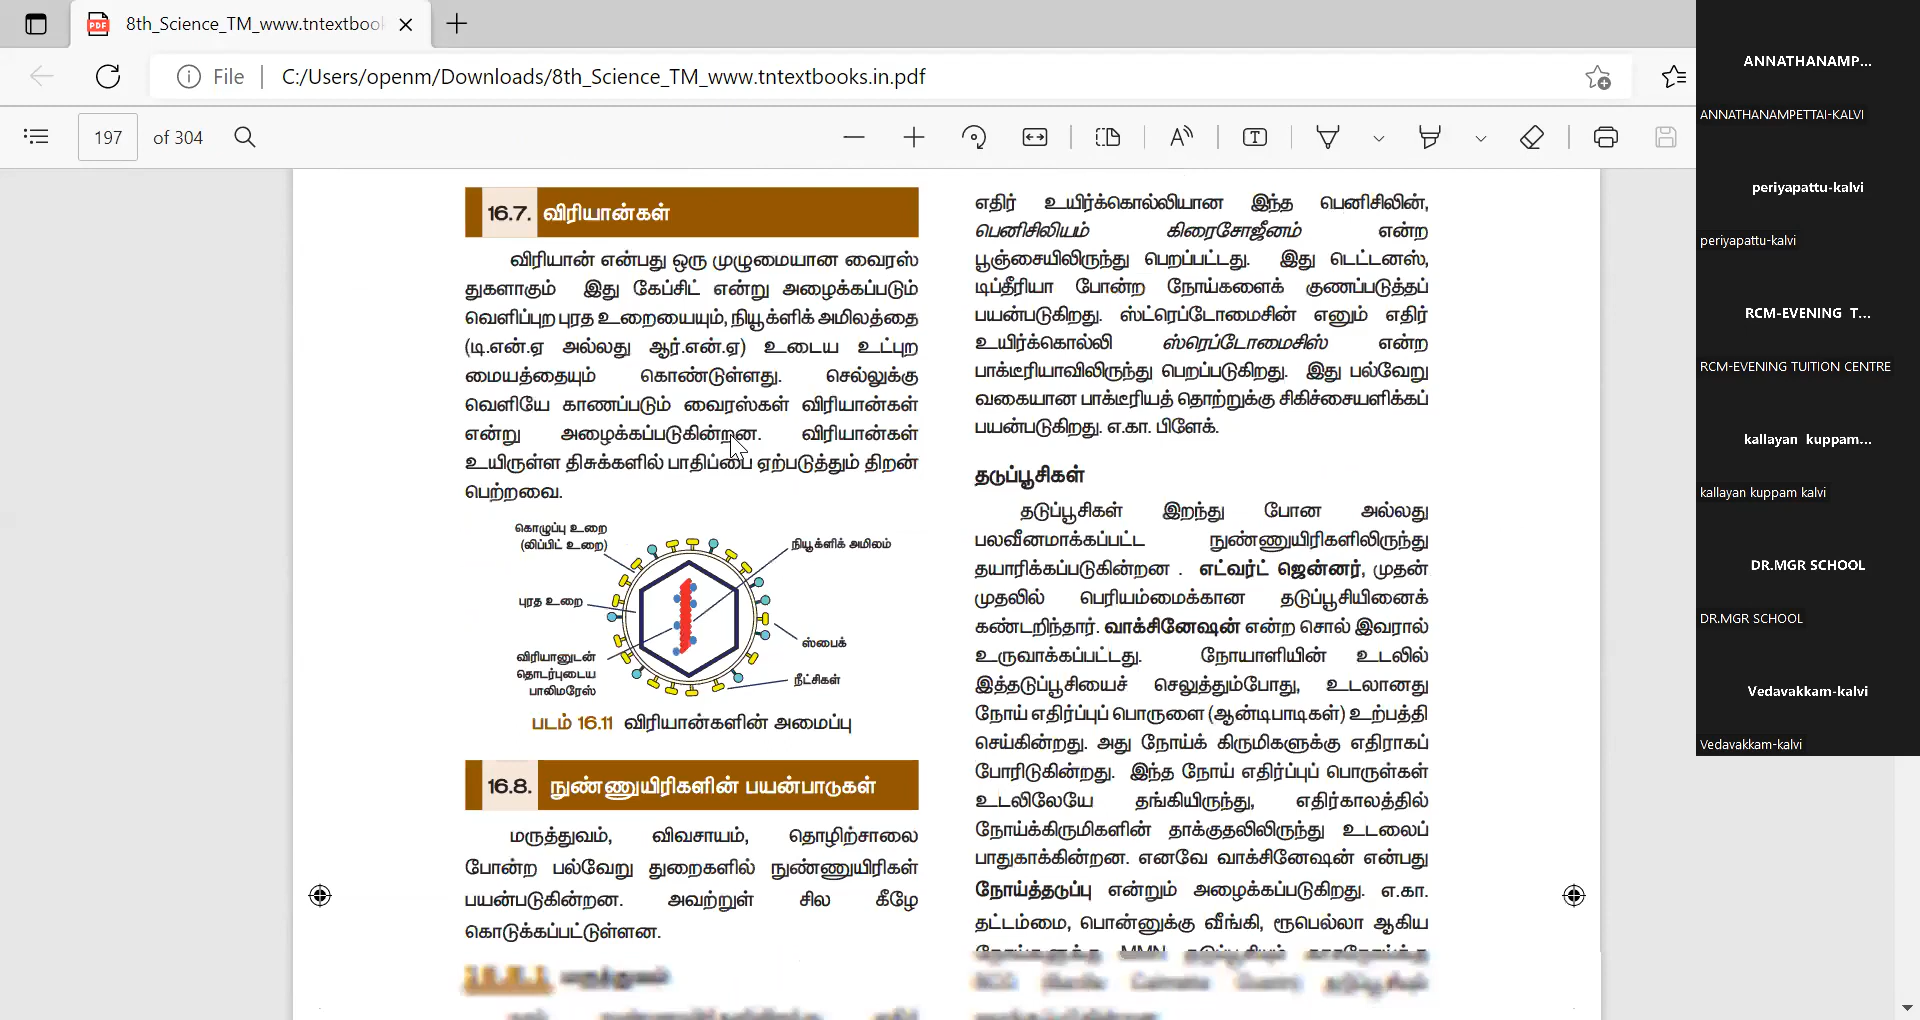 8th_Science_TM_www.tntextboo
File
C:/Users/openm/Downloads/8th_Science_TM_www.tntextbooks.in.pdf
197 of 304
16.7. விரியான்கள்
விரியான் என்பது ஒரு முழுமையான வைரஸ்
துகளாகும் இது கேப்சிட் என்று அழைக்கப்படும்
வெளிப்புற புரத உறையையும், நியூக்ளிக் அமிலத்தை
(டி.என்.ஏ அல்லது ஆர்.என்.ஏ) உடைய உட்புற
மையத்தையும் கொண்டுள்ளது. செல்லுக்கு
வெளியே காணப்படும் வைரஸ்கள் விரியான்கள்
என்று அழைக்கப்படுகின்றன. விரியான்கள்
உயிருள்ள திசுக்களில் பாதிப்பை ஏற்படுத்தும் திறன்
பெற்றவை.
கொழுப்பு உறை
(லிப்பிட் உறை)
நியூக்ளிக் அமிலம்
புரத உறை
ஸ்பைக்
விரியானுடன்
தொடர்புடைய
பாலிமரேஸ்
நீட்சிகள்
படம் 16.11 விரியான்களின் அமைப்பு
16.8. நுண்ணுயிரிகளின் பயன்பாடுகள்
மருத்துவம், விவசாயம், தொழிற்சாலை
போன்ற பல்வேறு துறைகளில் நுண்ணுயிரிகள்
பயன்படுகின்றன. அவற்றுள் சில கீழே
கொடுக்கப்பட்டுள்ளன.
எதிர் உயிர்க்கொல்லியான இந்த பெனிசிலின்,
பெனிசிலியம் கிரைசோஜீனம் என்ற
பூஞ்சையிலிருந்து பெறப்பட்டது. இது டெட்டனஸ்,
டிப்தீரியா போன்ற நோய்களைக் குணப்படுத்தப்
பயன்படுகிறது. ஸ்ட்ரெப்டோமைசின் எனும் எதிர்
உயிர்க்கொல்லி ஸ்ரெப்டோமைசிஸ் என்ற
பாக்டீரியாவிலிருந்து பெறப்படுகிறது. இது பல்வேறு
வகையான பாக்டீரியத் தொற்றுக்கு சிகிச்சையளிக்கப்
பயன்படுகிறது. எ.கா. பிளேக்.
தடுப்பூசிகள்
தடுப்பூசிகள் இறந்து போன அல்லது
பலவீனமாக்கப்பட்ட நுண்ணுயிரிகளிலிருந்து
தயாரிக்கப்படுகின்றன . எட்வர்ட் ஜென்னர், முதன்
முதலில் பெரியம்மைக்கான தடுப்பூசியினைக்
கண்டறிந்தார். வாக்சினேஷன் என்ற சொல் இவரால்
உருவாக்கப்பட்டது. நோயாளியின் உடலில்
இத்தடுப்பூசியைச் செலுத்தும்போது, உடலானது
நோய் எதிர்ப்புப் பொருளை (ஆன்டிபாடிகள்) உற்பத்தி
செய்கின்றது. அது நோய்க் கிருமிகளுக்கு எதிராகப்
போரிடுகின்றது. இந்த நோய் எதிர்ப்புப் பொருள்கள்
உடலிலேயே தங்கியிருந்து, எதிர்காலத்தில்
நோய்க்கிருமிகளின் தாக்குதலிலிருந்து உடலைப்
பாதுகாக்கின்றன. எனவே வாக்சினேஷன் என்பது
நோய்த்தடுப்பு என்றும் அழைக்கப்படுகிறது. எ.கா.
தட்டம்மை, பொன்னுக்கு வீங்கி, ரூபெல்லா ஆகிய
ANNATHANAMP...
ANNATHANAMPETTAI-KALVI
periyapattu-kalvi
periyapattu-kalvi
RCM-EVENING T...
RCM-EVENING TUITION CENTRE
kallayan kuppam...
kallayan kuppam kalvi
DR.MGR SCHOOL
DR.MGR SCHOOL
Vedavakkam-kalvi
Vedavakkam-kalvi